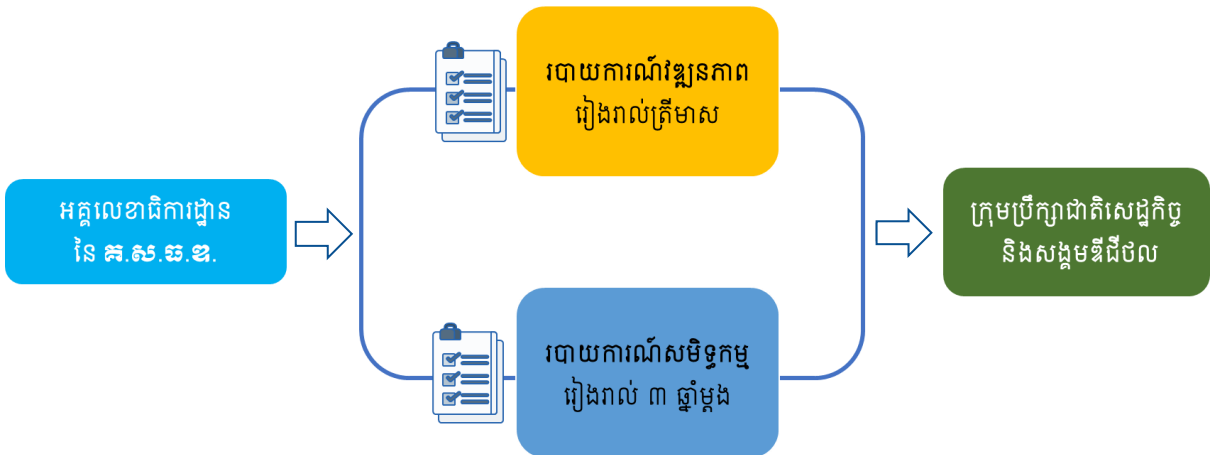 របាយការណ៍វឌ្ឍនភាព
រៀងរាល់ត្រីមាស
អគ្គលេខាធិការដ្ឋាន
នៃ គ.ស.ធ.ឌ.
ក្រុមប្រឹក្សាជាតិសេដ្ឋកិច្ច
និងសង្គមឌីជីថល
របាយការណ៍សមិទ្ធកម្ម
រៀងរាល់ ៣ ឆ្នាំម្ដង